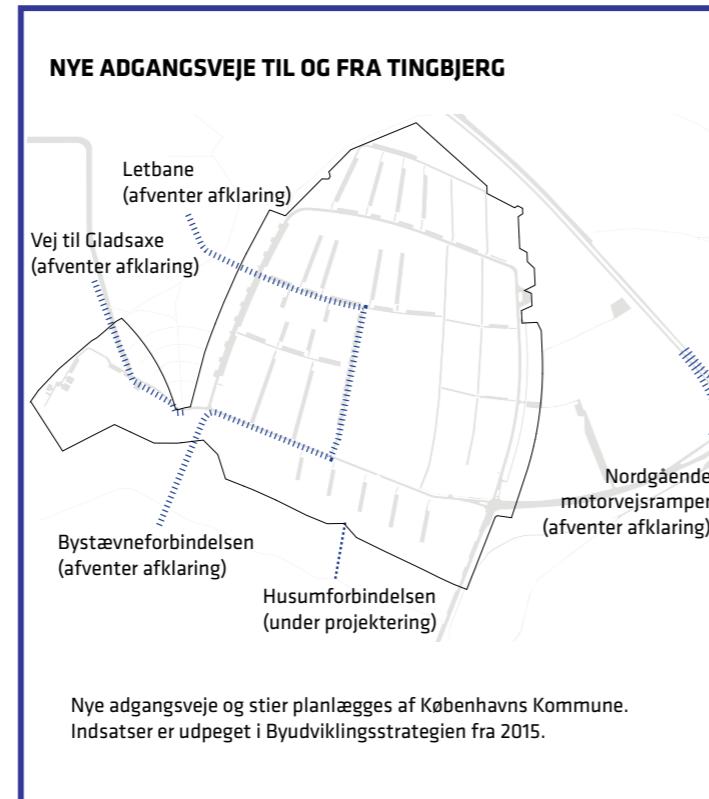 NYE ADGANGSVEJE TIL OG FRA TINGBJERG
Letbane
(afventer afklaring)
Vej til Gladsaxe
(afventer afklaring)
Nordgående
motorvejsramper
(afventer afklaring)
Bystævneforbindelsen
(afventer afklaring)
Husumforbindelsen
(under projektering)
Nye adgangsveje og stier planlægges af Københavns Kommune.
Indsatser er udpeget i Byudviklingsstrategien fra 2015.